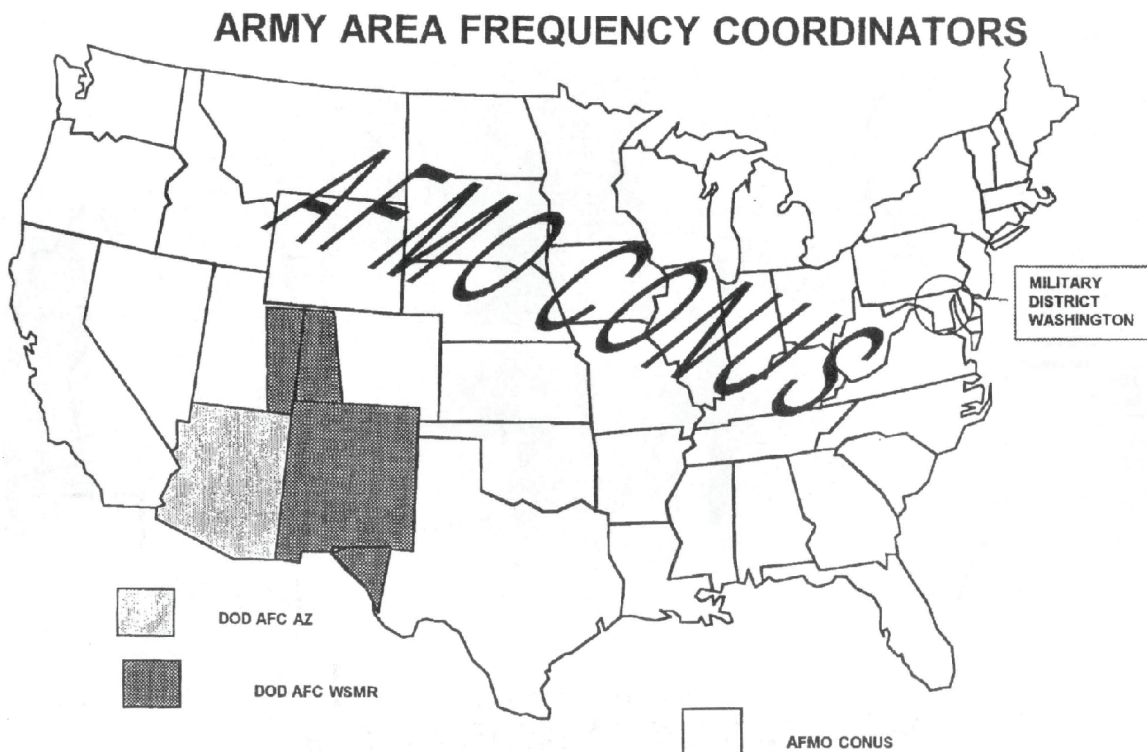 ARMY AREA FREQUENCY COORDINATORS
AFMO CONUS
MILITARY
DISTRICT
WASHINGTON
DOD AFC AZ
DOD AFC WSMR
AFMO CONUS